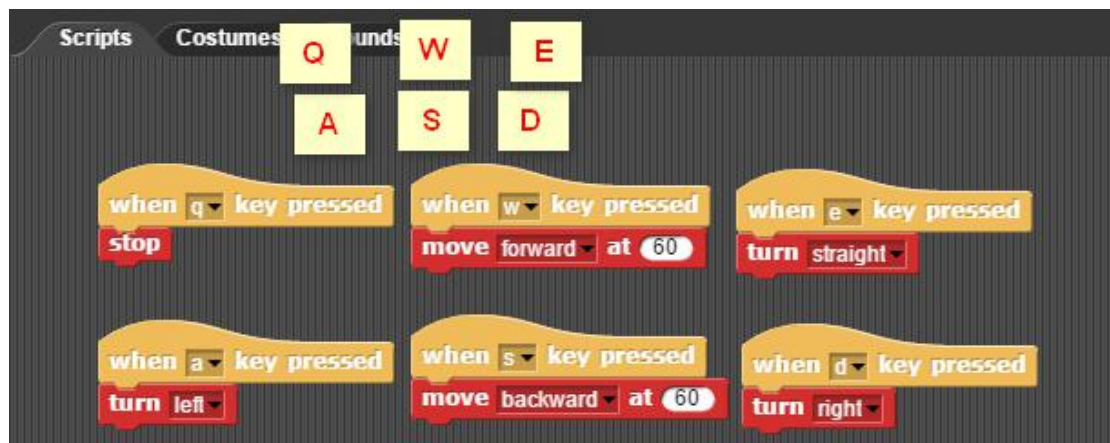 Scripts Costumes unds
Q W E
A S D
when q key pressed
stop
when w key pressed
move forward at 60
when e key pressed
turn straight
when a key pressed
turn left
when s key pressed
move backward at 60
when d key pressed
turn right